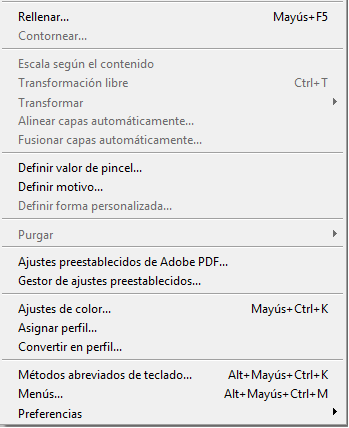 Rellenar... Mayús+F5
Contornear...
Escala según el contenido
Transformación libre Ctrl+T
Transformar
Alinear capas automáticamente...
Fusionar capas automáticamente...
Definir valor de pincel...
Definir motivo...
Definir forma personalizada...
Purgar
Ajustes preestablecidos de Adobe PDF...
Gestor de ajustes preestablecidos...
Ajustes de color... Mayús+Ctrl+K
Asignar perfil...
Convertir en perfil...
Métodos abreviados de teclado... Alt+Mayús+Ctrl+K
Menús... Alt+Mayús+Ctrl+M
Preferencias